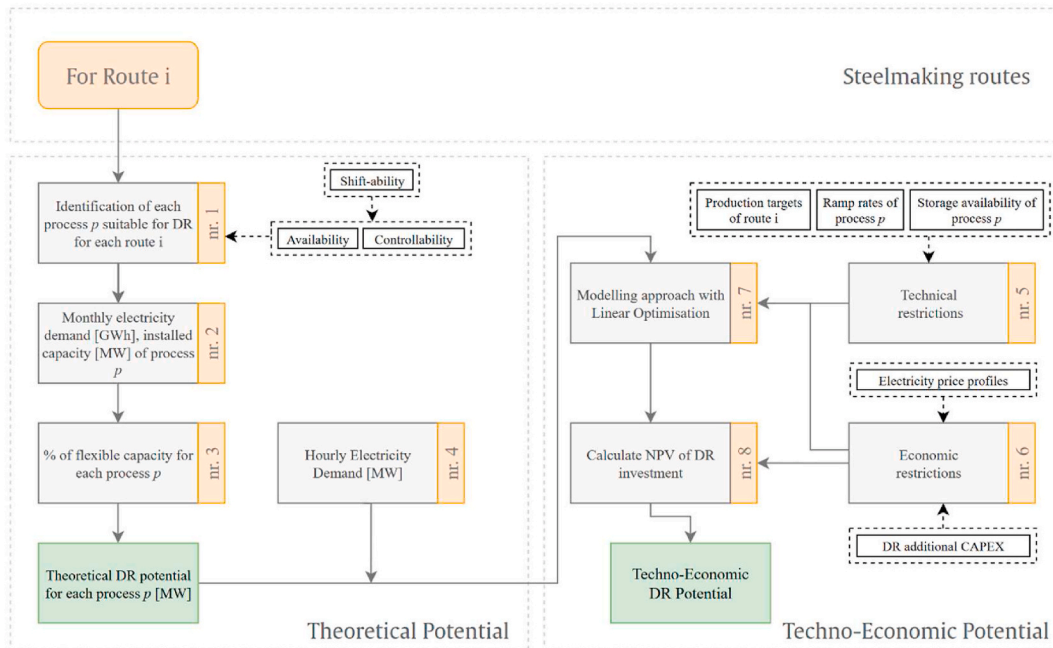 For Route i
Steelmaking routes
Identification of each
process p suitable for DR
for each route i
nr. 1
Shift-ability
Availability
Controllability
Monthly electricity
demand [GWh], installed
capacity [MW] of process
p
nr. 2
% of flexible capacity for
each process p
nr. 3
Hourly Electricity
Demand [MW]
nr. 4
Theoretical DR potential
for each process p [MW]
Theoretical Potential
Production targets
of route i
Ramp rates of
process p
Storage availability of
process p
Modelling approach with
Linear Optimisation
nr. 7
Technical
restrictions
nr. 5
Electricity price profiles
Calculate NPV of DR
investment
nr. 8
Economic
restrictions
nr. 6
DR additional CAPEX
Techno-Economic
DR Potential
Techno-Economic Potential